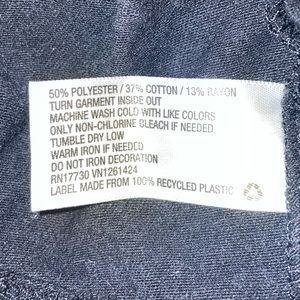 50% POLYESTER / 37% COTTON / 13% RAYON
TURN GARMENT INSIDE OUT
MACHINE WASH COLD WITH LIKE COLORS
ONLY NON-CHLORINE BLEACH IF NEEDED
TUMBLE DRY LOW
WARM IRON IF NEEDED
DO NOT IRON DECORATION
RN17730 VN1261424
LABEL MADE FROM 100% RECYCLED PLASTIC